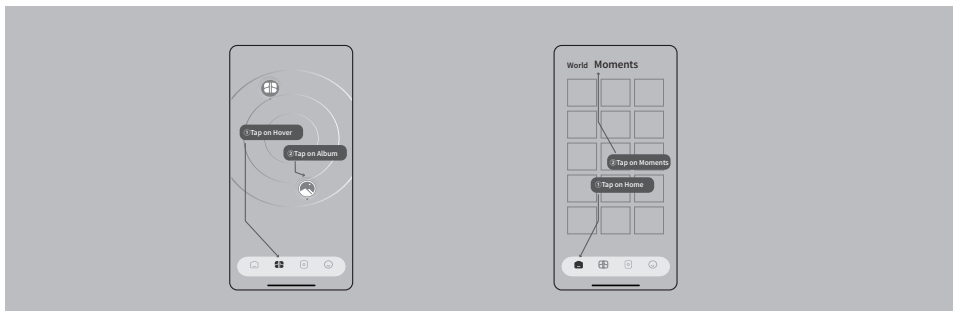 ①Tap on Hover
②Tap on Album
World Moments
②Tap on Moments
①Tap on Home